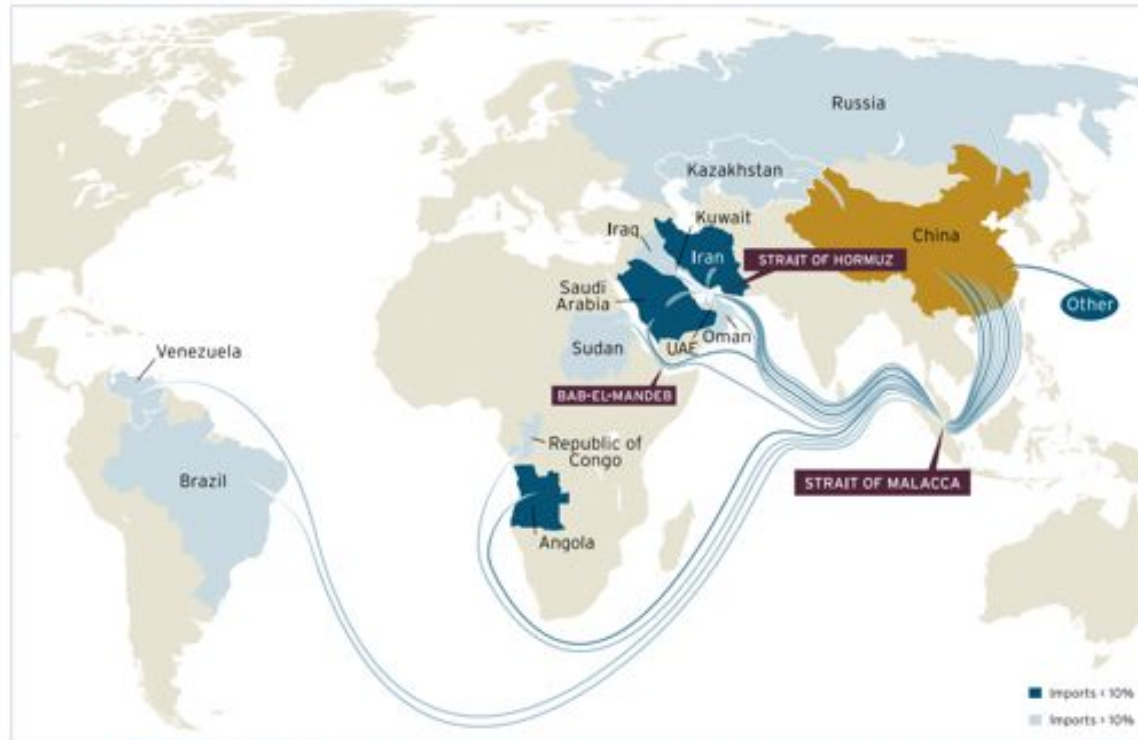 Russia
Kazakhstan
Kuwait
Iraq
Iran
China
STRAIT OF HORMUZ
Saudi
Arabia
Other
Oman
UAE
Sudan
Venezuela
BAB-EL-MANDEB
Republic of
Congo
Brazil
STRAIT OF MALACCA
Angola
Imports 10%
Imports 10%